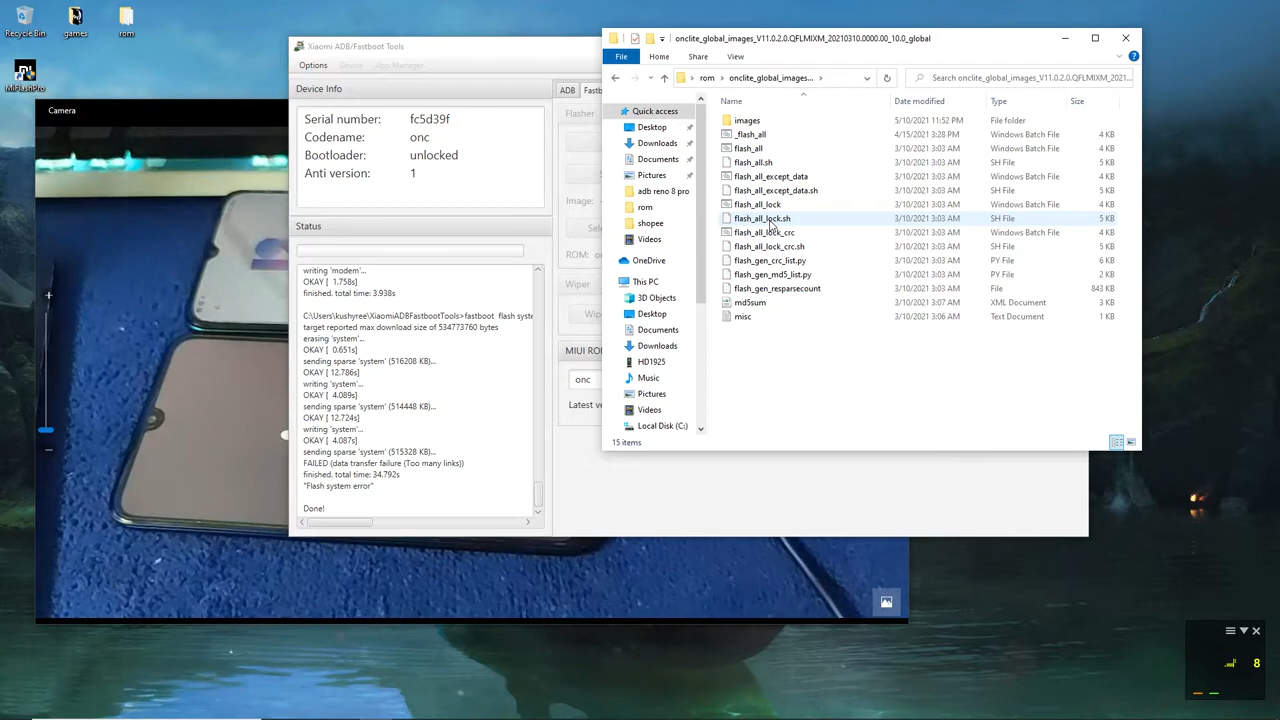 Recycle Bin
games
rom
MiFlashPro
Camera
Xiaomi ADB/Fastboot Tools
Options
Device
App Manager
Device Info
Serial number: fc5d39f
Codename: onc
Bootloader: unlocked
Anti version: 1
Status
writing 'modem'...
OKAY [ 1.758s]
finished. total time: 3.938s
C:\Users\kushyree\XiaomiADBFastbootTools>fastboot flash syste
target reported max download size of 534773760 bytes
erasing 'system'...
OKAY [ 0.651s]
sending sparse 'system' (516208 KB)...
OKAY [ 12.786s]
writing 'system'...
OKAY [ 4.089s]
sending sparse 'system' (514448 KB)...
OKAY [ 12.724s]
writing 'system'...
OKAY [ 4.087s]
sending sparse 'system' (515328 KB)...
FAILED (data transfer failure (Too many links))
finished. total time: 34.792s
"Flash system error"
Done!
ADB
Fastb
Flasher
Image:
Sele
ROM: on
Wiper
Wip
MIUI RO
onc
Latest ve
onclite_global_images_V11.0.2.0.QFLMIXM_20210310.0000.00_10.0_global
File Home Share View
rom
onclite_global_images...
Search onclite_global_images_V11.0.2.0.QFLMIXM_2021...
Quick access
Desktop
Downloads
Documents
Pictures
adb reno 8 pro
rom
shopee
Videos
OneDrive
This PC
3D Objects
Desktop
Documents
Downloads
HD1925
Music
Pictures
Videos
Local Disk (C:)
Name Date modified Type Size
images 5/10/2021 11:52 PM File folder
_flash_all 4/15/2021 3:28 PM Windows Batch File 4 KB
flash_all 3/10/2021 3:03 AM Windows Batch File 4 KB
flash_all.sh 3/10/2021 3:03 AM SH File 5 KB
flash_all_except_data 3/10/2021 3:03 AM Windows Batch File 4 KB
flash_all_except_data.sh 3/10/2021 3:03 AM SH File 5 KB
flash_all_lock 3/10/2021 3:03 AM Windows Batch File 4 KB
flash_all_lock.sh 3/10/2021 3:03 AM SH File 5 KB
flash_all_lock_crc 3/10/2021 3:03 AM Windows Batch File 4 KB
flash_all_lock_crc.sh 3/10/2021 3:03 AM SH File 5 KB
flash_gen_crc_list.py 3/10/2021 3:03 AM PY File 6 KB
flash_gen_md5_list.py 3/10/2021 3:03 AM PY File 2 KB
flash_gen_resparsecount 3/10/2021 3:03 AM File 843 KB
md5sum 3/10/2021 3:07 AM XML Document 3 KB
misc 3/10/2021 3:06 AM Text Document 1 KB
15 items
8